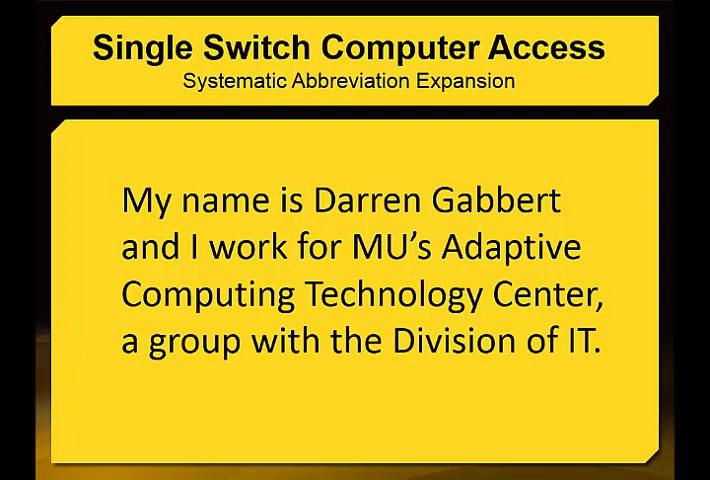 Single Switch Computer Access
Systematic Abbreviation Expansion
My name is Darren Gabbert
and I work for MU’s Adaptive
Computing Technology Center,
a group with the Division of IT.